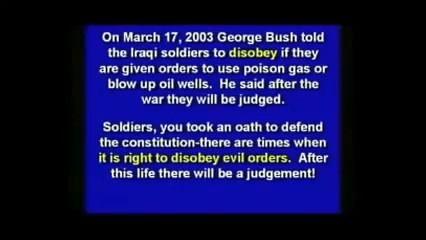 On March 17, 2003 George Bush told
the Iraqi soldiers to disobey if they
are given orders to use poison gas or
blow up oil wells.  He said after the
war they will be judged.
Soldiers, you took an oath to defend
the constitution-there are times when
it is right to disobey evil orders.  After
this life there will be a judgement!